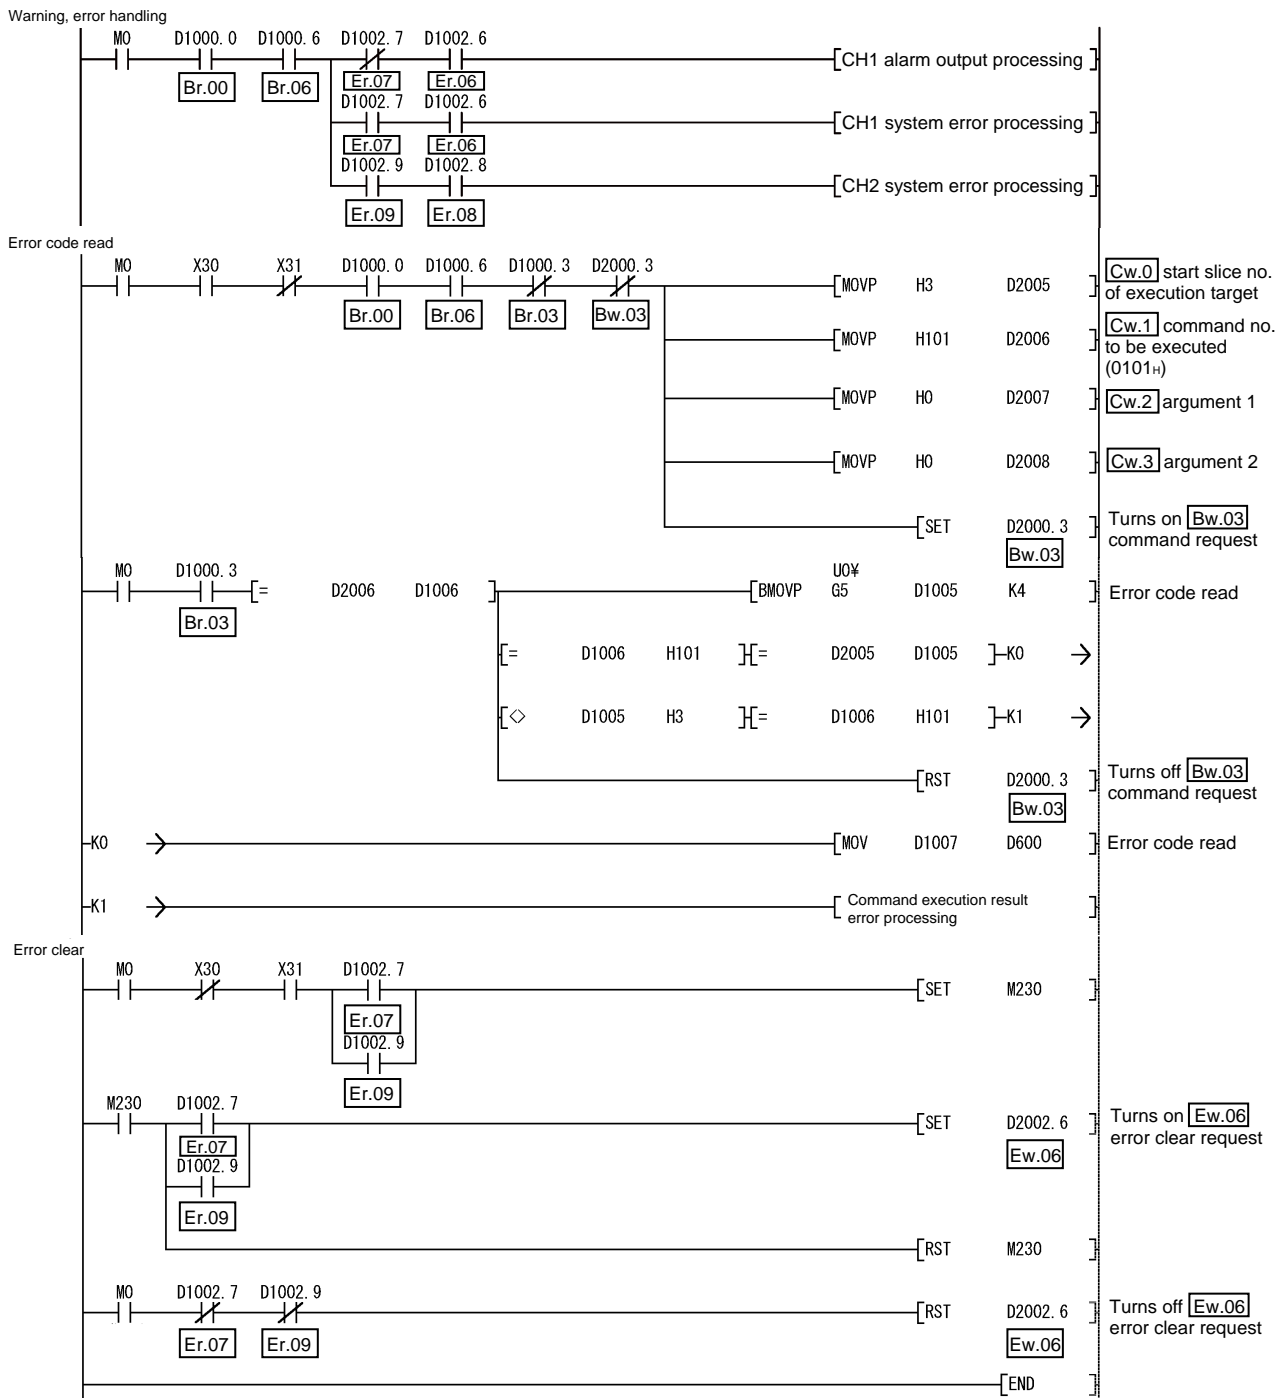 Warning, error handling
M0 D1000.0 D1000.6 D1002.7 D1002.6
CH1 alarm output processing
Br.00 Br.06 Er.07 Er.06
D1002.7 D1002.6
CH1 system error processing
Er.07 Er.06
D1002.9 D1002.8
CH2 system error processing
Er.09 Er.08
Error code read
M0 X30 X31 D1000.0 D1000.6 D1000.3 D2000.3
MOVP H3 D2005
Cw.0 start slice no.
of execution target
Br.00 Br.06 Br.03 Bw.03
MOVP H101 D2006
Cw.1 command no.
to be executed
(0101H)
MOVP H0 D2007
Cw.2 argument 1
MOVP H0 D2008
Cw.3 argument 2
SET D2000.3
Bw.03
Turns on Bw.03
command request
M0 D1000.3
= D2006 D1006
BMOVP U0¥
G5 D1005 K4
Error code read
Br.03
= D1006 H101 = D2005 D1005 K0
<> D1005 H3 = D1006 H101 K1
RST D2000.3
Bw.03
Turns off Bw.03
command request
K0 MOV D1007 D600 Error code read
K1 Command execution result
error processing
Error clear
M0 X30 X31 D1002.7
SET M230
Er.07
D1002.9
Er.09
M230 D1002.7
SET D2002.6
Er.07
Ew.06
Turns on Ew.06
error clear request
D1002.9
Er.09
RST M230
M0 D1002.7 D1002.9
RST D2002.6
Er.07 Er.09
Ew.06
Turns off Ew.06
error clear request
END